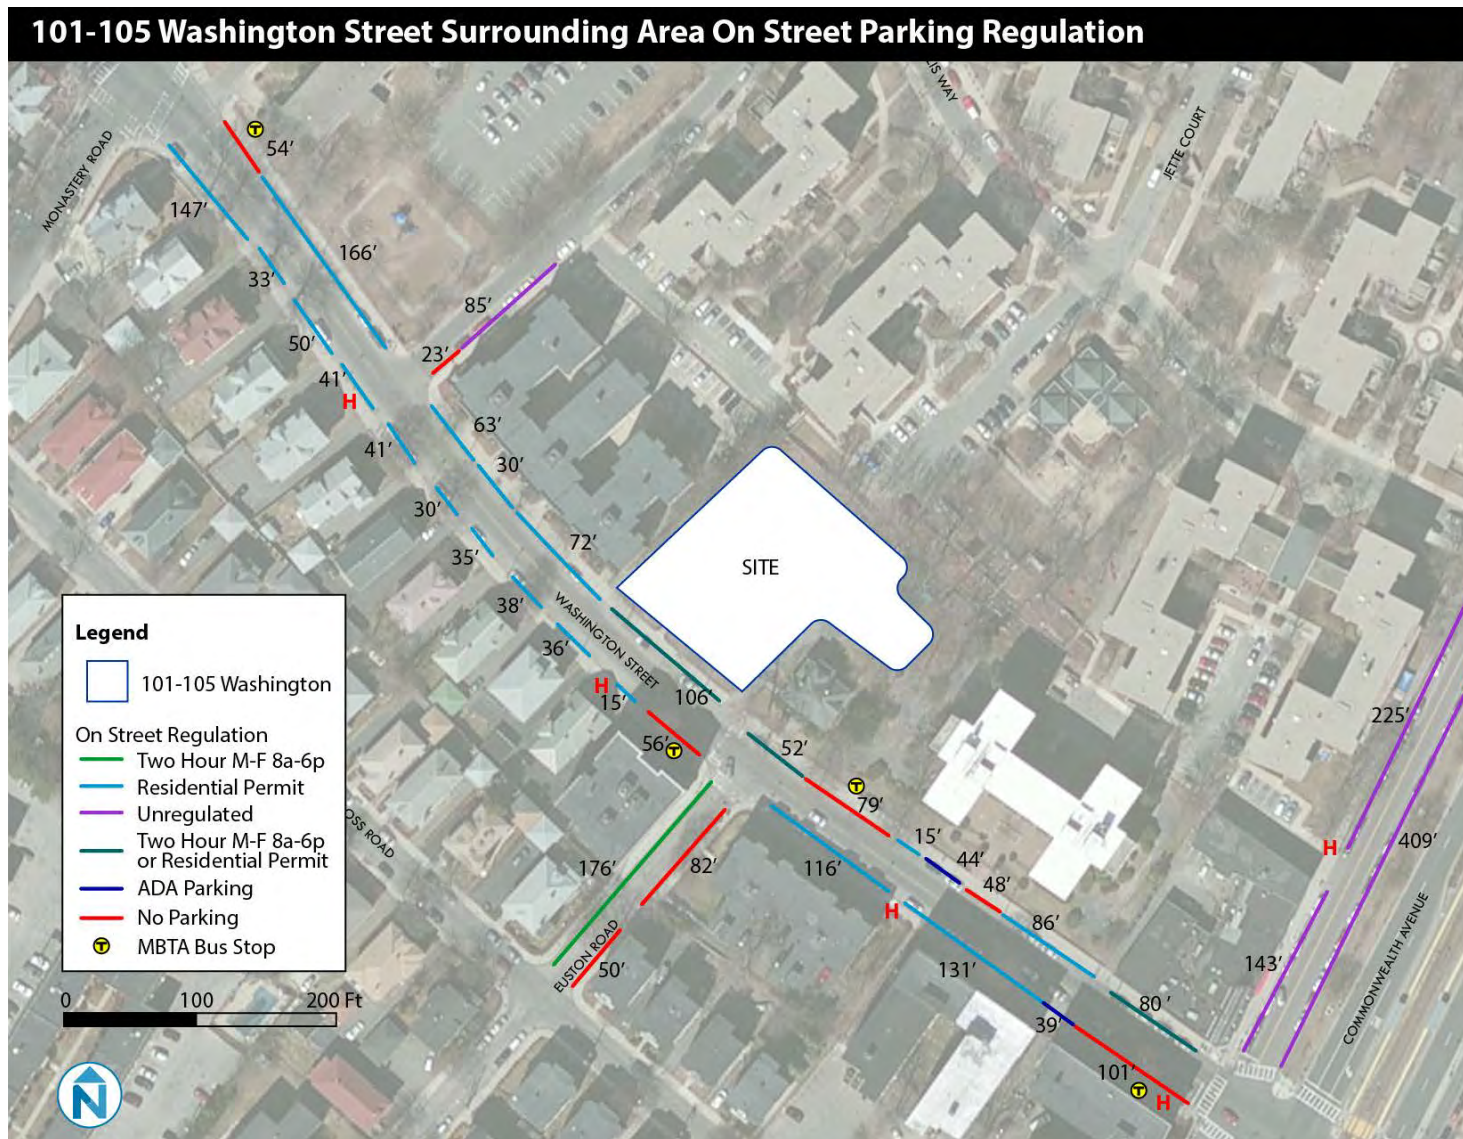 101-105 Washington Street Surrounding Area On Street Parking Regulation
LIS WAY
JETTE COURT
MONASTERY ROAD
54'
147'
166'
33'
85'
50'
23'
41'
H
63'
41'
30'
30'
72'
35'
SITE
38'
WASHINGTON STREET
36'
H
15'
106'
56'
52'
79'
225'
15'
H
409'
44'
116'
48'
176'
82'
H
86'
EUSTON ROAD
50'
131'
143'
80 '
COMMONWEALTH AVENUE
39'
101'
H
OSS ROAD
Legend
101-105 Washington
On Street Regulation
Two Hour M-F 8a-6p
Residential Permit
Unregulated
Two Hour M-F 8a-6p
or Residential Permit
ADA Parking
No Parking
T MBTA Bus Stop
0 100 200 Ft
N